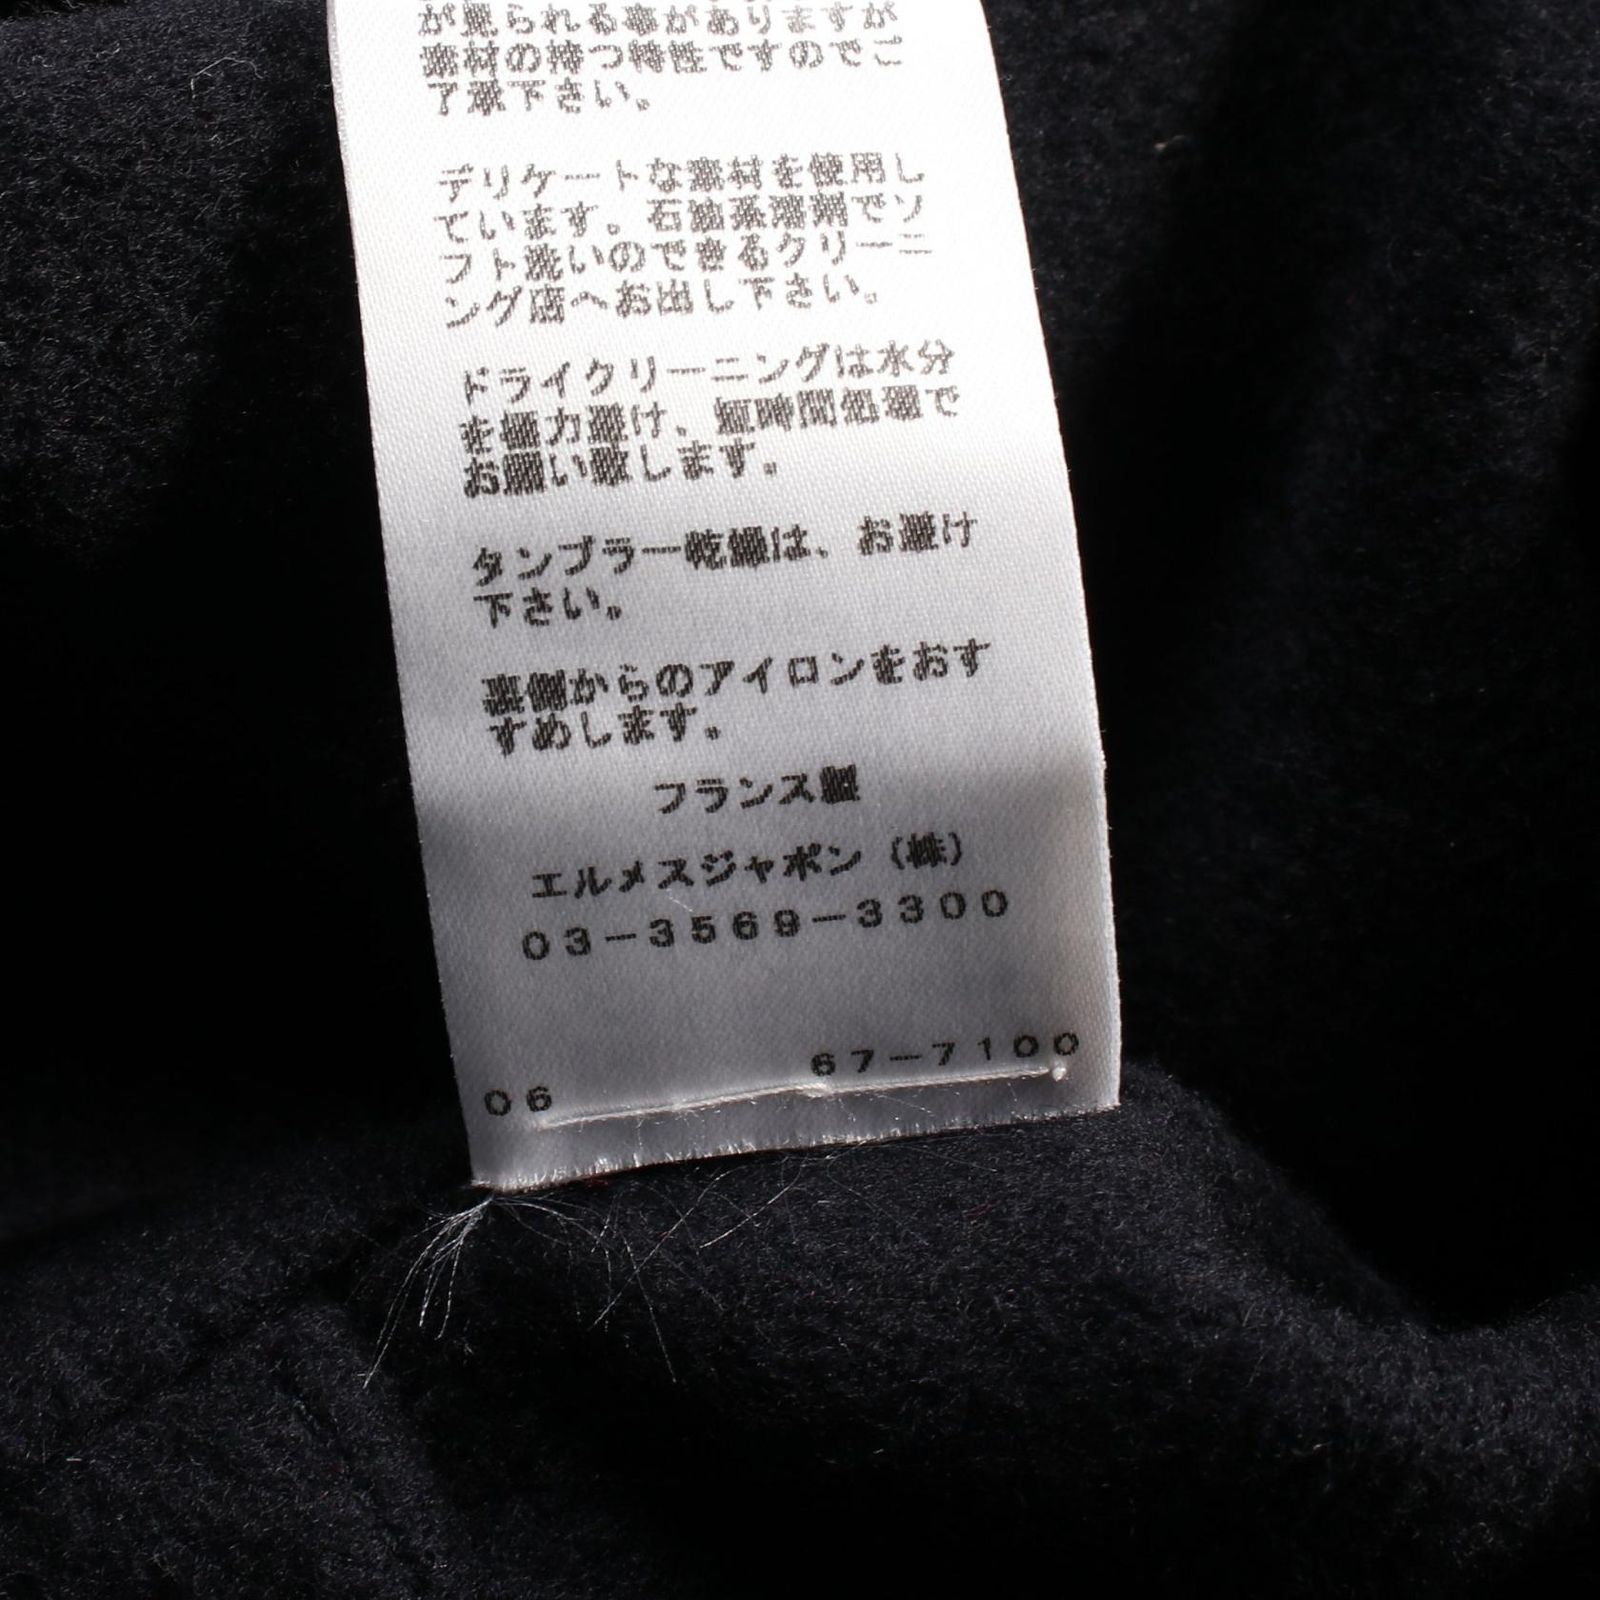 が見られる事がありますが
素材の持つ特性ですのでご
了承下さい。
デリケートな素材を使用し
ています。石油系溶剤でソ
フト洗いのできるクリーニ
ング店へお出し下さい。
ドライクリーニングは水分
を極力避け、短時間処理で
お願い致します。
タンブラー乾燥は、お避け
下さい。
裏側からのアイロンをおす
すめします。
フランス製
エルメスジャポン（株）
03-3569-3300
67-7100
06